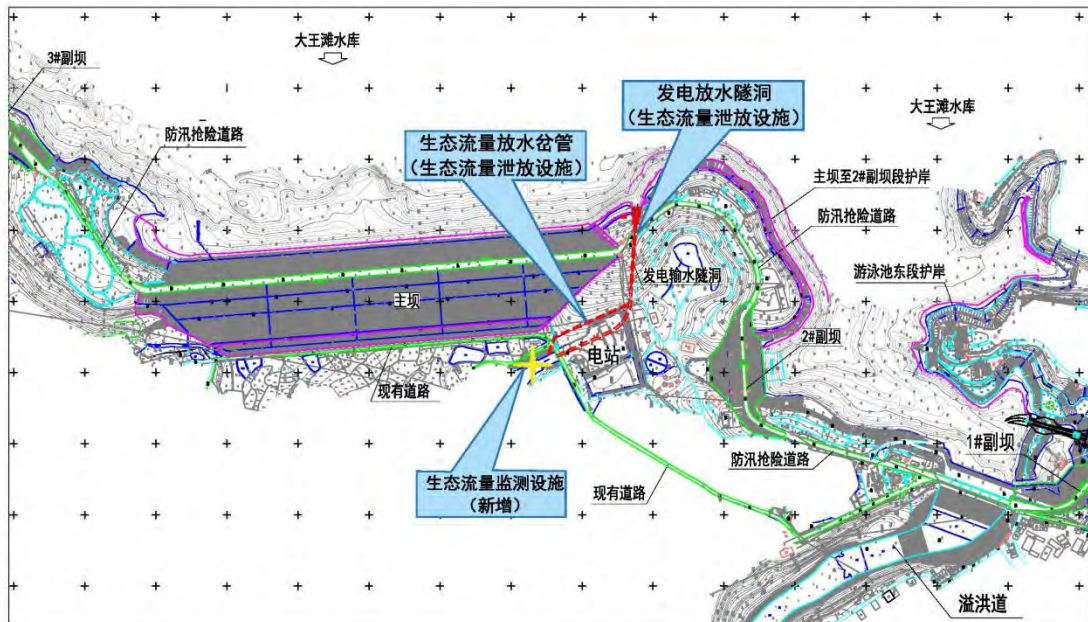 大王滩水库
3#副坝
发电放水隧洞
（生态流量泄放设施）
大王滩水库
防汛抢险道路
生态流量放水岔管
（生态流量泄放设施）
主坝至2#副坝段护岸
防汛抢险道路
发电输水隧洞
游泳池东段护岸
主坝
2#副坝
电站
现有道路
1#副坝
防汛抢险道路
生态流量监测设施
（新增）
现有道路
溢洪道